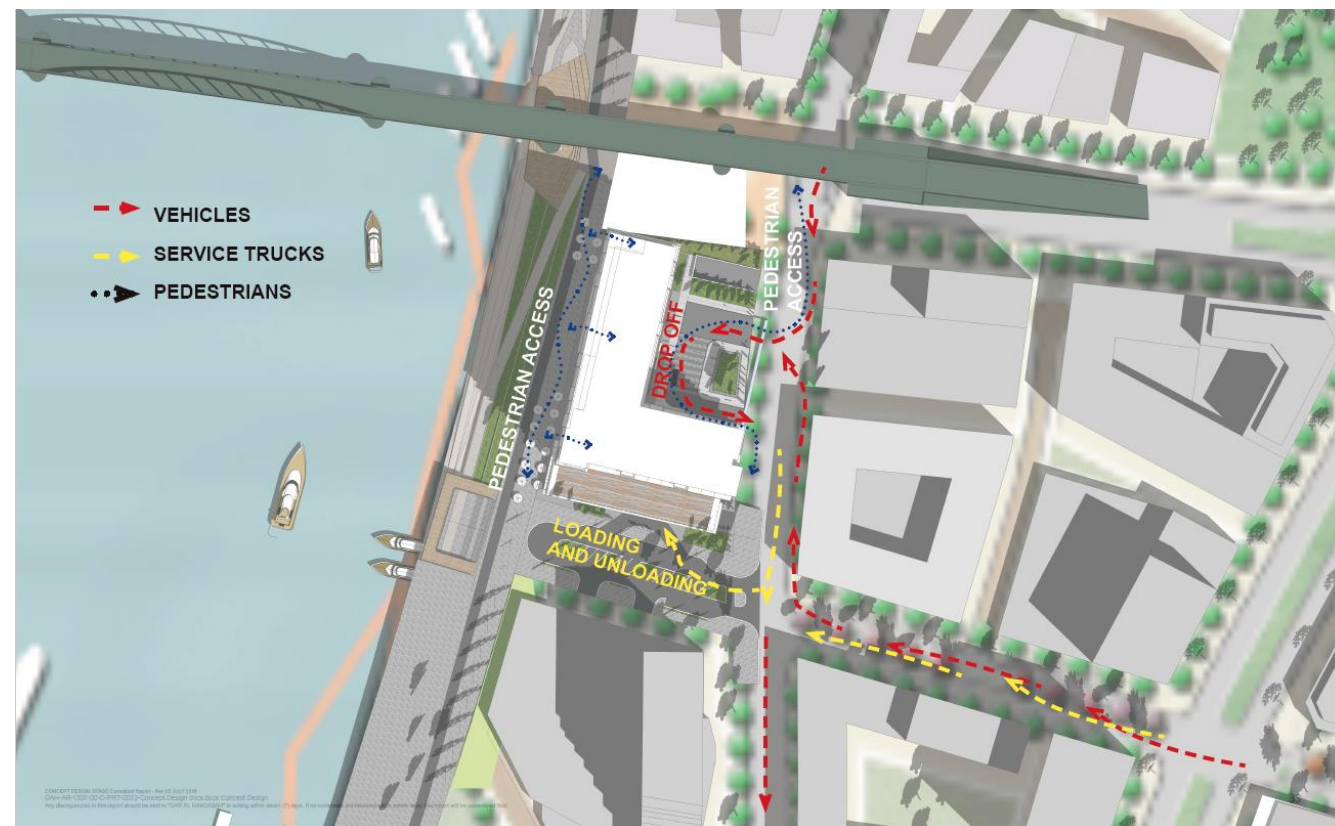 VEHICLES
SERVICE TRUCKS
PEDESTRIANS
PEDESTRIAN ACCESS
DROP OFF
PEDESTRIAN
ACCESS
LOADING
AND UNLOADING